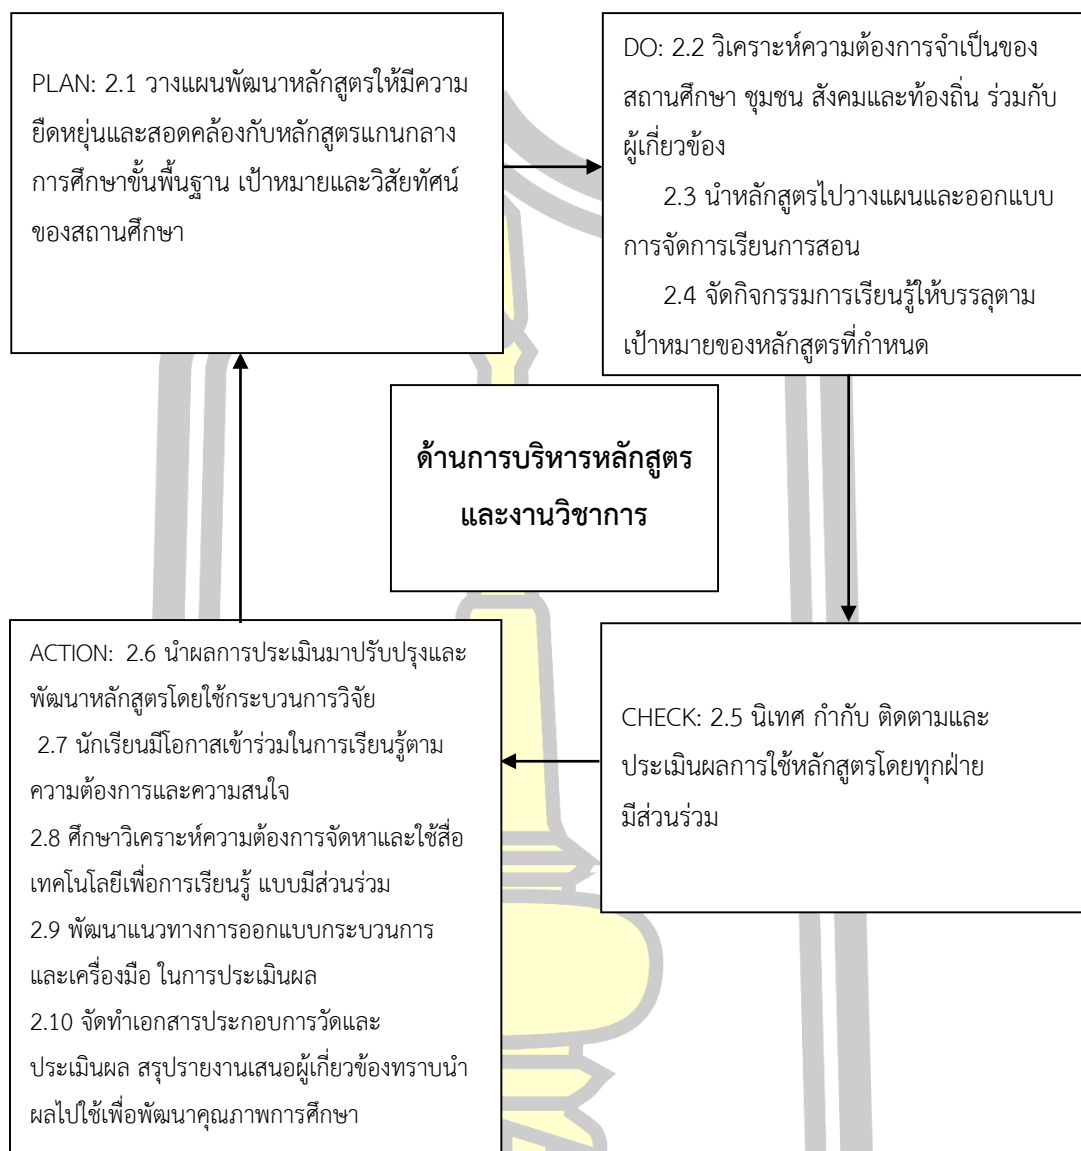 PLAN: 2.1 วางแผนพัฒนาหลักสูตรให้มีความ
ยืดหยุ่นและสอดคล้องกับหลักสูตรแกนกลาง
การศึกษาขั้นพื้นฐาน เป้าหมายและวิสัยทัศน์
ของสถานศึกษา
DO: 2.2 วิเคราะห์ความต้องการจำเป็นของ
สถานศึกษา ชุมชน สังคมและท้องถิ่น ร่วมกับ
ผู้เกี่ยวข้อง
2.3 นำหลักสูตรไปวางแผนและออกแบบ
การจัดการเรียนการสอน
2.4 จัดกิจกรรมการเรียนรู้ให้บรรลุตาม
เป้าหมายของหลักสูตรที่กำหนด
ด้านการบริหารหลักสูตร
และงานวิชาการ
ACTION: 2.6 นำผลการประเมินมาปรับปรุงและ
พัฒนาหลักสูตรโดยใช้กระบวนการวิจัย
2.7 นักเรียนมีโอกาสเข้าร่วมในการเรียนรู้ตาม
ความต้องการและความสนใจ
2.8 ศึกษาวิเคราะห์ความต้องการจัดหาและใช้สื่อ
เทคโนโลยีเพื่อการเรียนรู้ แบบมีส่วนร่วม
2.9 พัฒนาแนวทางการออกแบบกระบวนการ
และเครื่องมือ ในการประเมินผล
2.10 จัดทำเอกสารประกอบการวัดและ
ประเมินผล สรุปรายงานเสนอผู้เกี่ยวข้องทราบนำ
ผลไปใช้เพื่อพัฒนาคุณภาพการศึกษา
CHECK: 2.5 นิเทศ กำกับ ติดตามและ
ประเมินผลการใช้หลักสูตรโดยทุกฝ่าย
มีส่วนร่วม